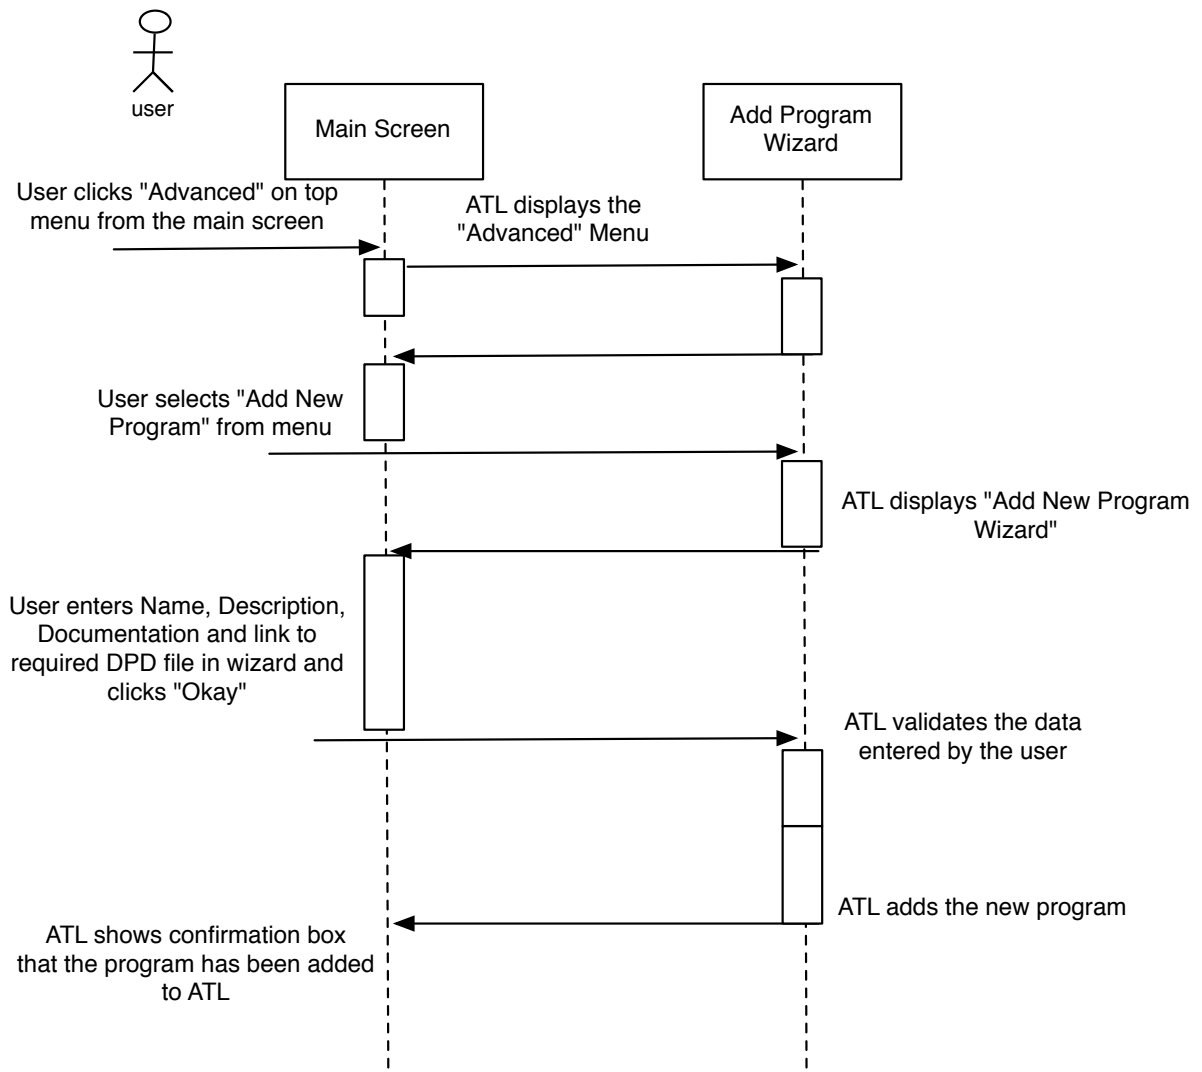 user
Main Screen
Add Program
Wizard
User clicks "Advanced" on top
menu from the main screen
ATL displays the
"Advanced" Menu
User selects "Add New
Program" from menu
ATL displays "Add New Program
Wizard"
User enters Name, Description,
Documentation and link to
required DPD file in wizard and
clicks "Okay"
ATL validates the data
entered by the user
ATL adds the new program
ATL shows confirmation box
that the program has been added
to ATL